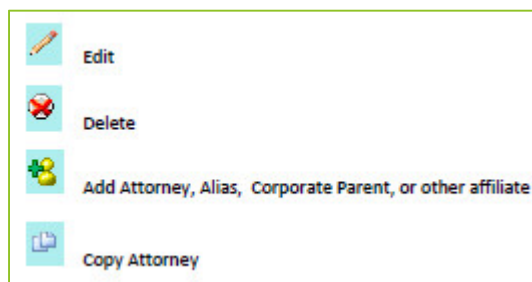 Edit
Delete
Add Attorney, Alias, Corporate Parent, or other affiliate
Copy Attorney